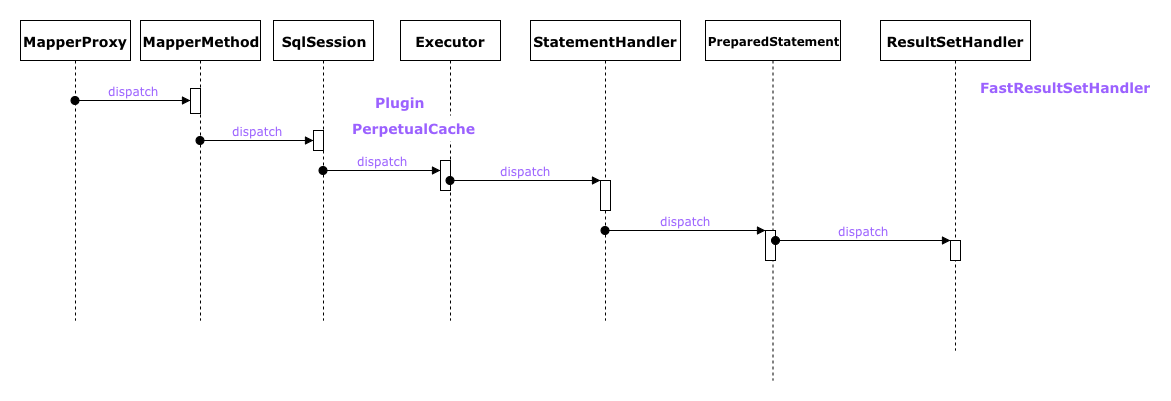 MapperProxy
MapperMethod
SqlSession
Executor
StatementHandler
PreparedStatement
ResultSetHandler
FastResultSetHandler
dispatch
Plugin
dispatch
PerpetualCache
dispatch
dispatch
dispatch
dispatch